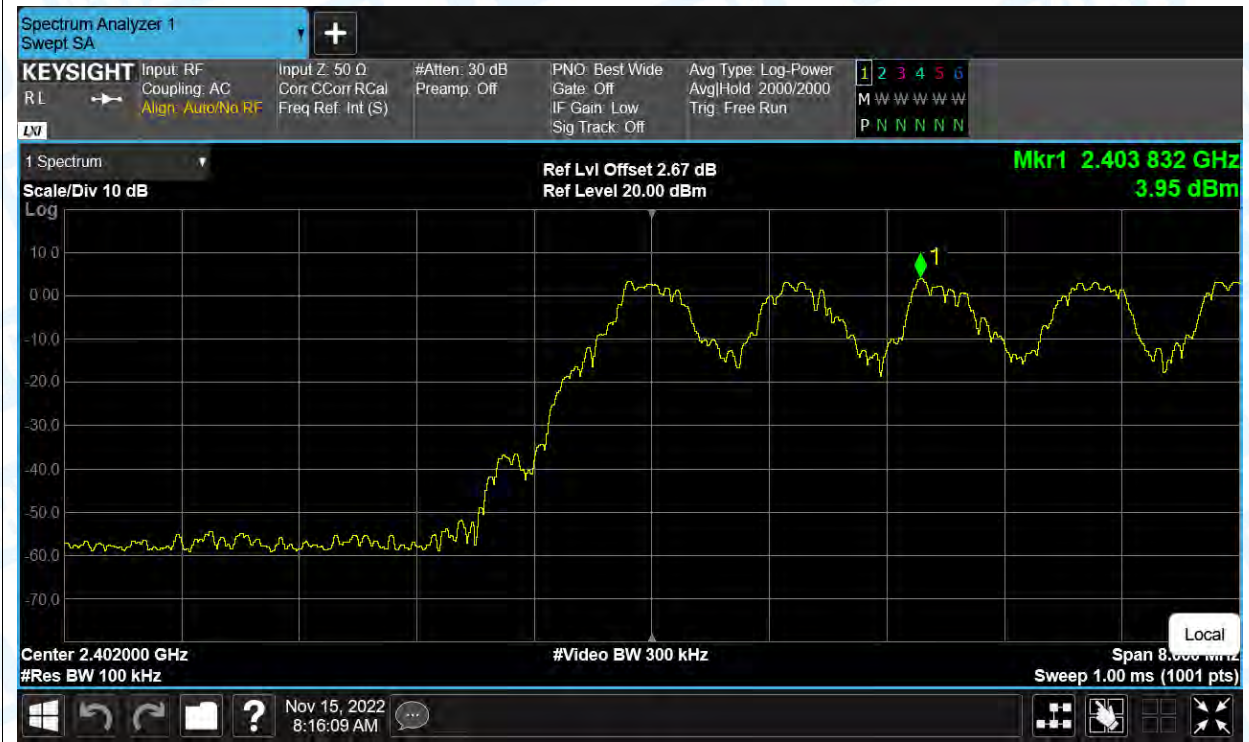 Spectrum Analyzer 1
Swept SA
+
KEYSIGHT
R L
LXI
Input: RF
Coupling: AC
Align: Auto/No RF
Input Z: 50 Ω
Corr CCorr RCal
Freq Ref: Int (S)
#Atten: 30 dB
Preamp: Off
PNO: Best Wide
Gate: Off
IF Gain: Low
Sig Track: Off
Avg Type: Log-Power
Avg|Hold: 2000/2000
Trig: Free Run
1 2 3 4 5 6
M W W W W W
P N N N N N
1 Spectrum
Scale/Div 10 dB
Log
Ref Lvl Offset 2.67 dB
Ref Level 20.00 dBm
Mkr1 2.403 832 GHz
3.95 dBm
10.0
0.00
-10.0
-20.0
-30.0
-40.0
-50.0
-60.0
-70.0
1
Local
Center 2.402000 GHz
#Res BW 100 kHz
#Video BW 300 kHz
Span 8.000 MHz
Sweep 1.00 ms (1001 pts)
?
Nov 15, 2022
8:16:09 AM